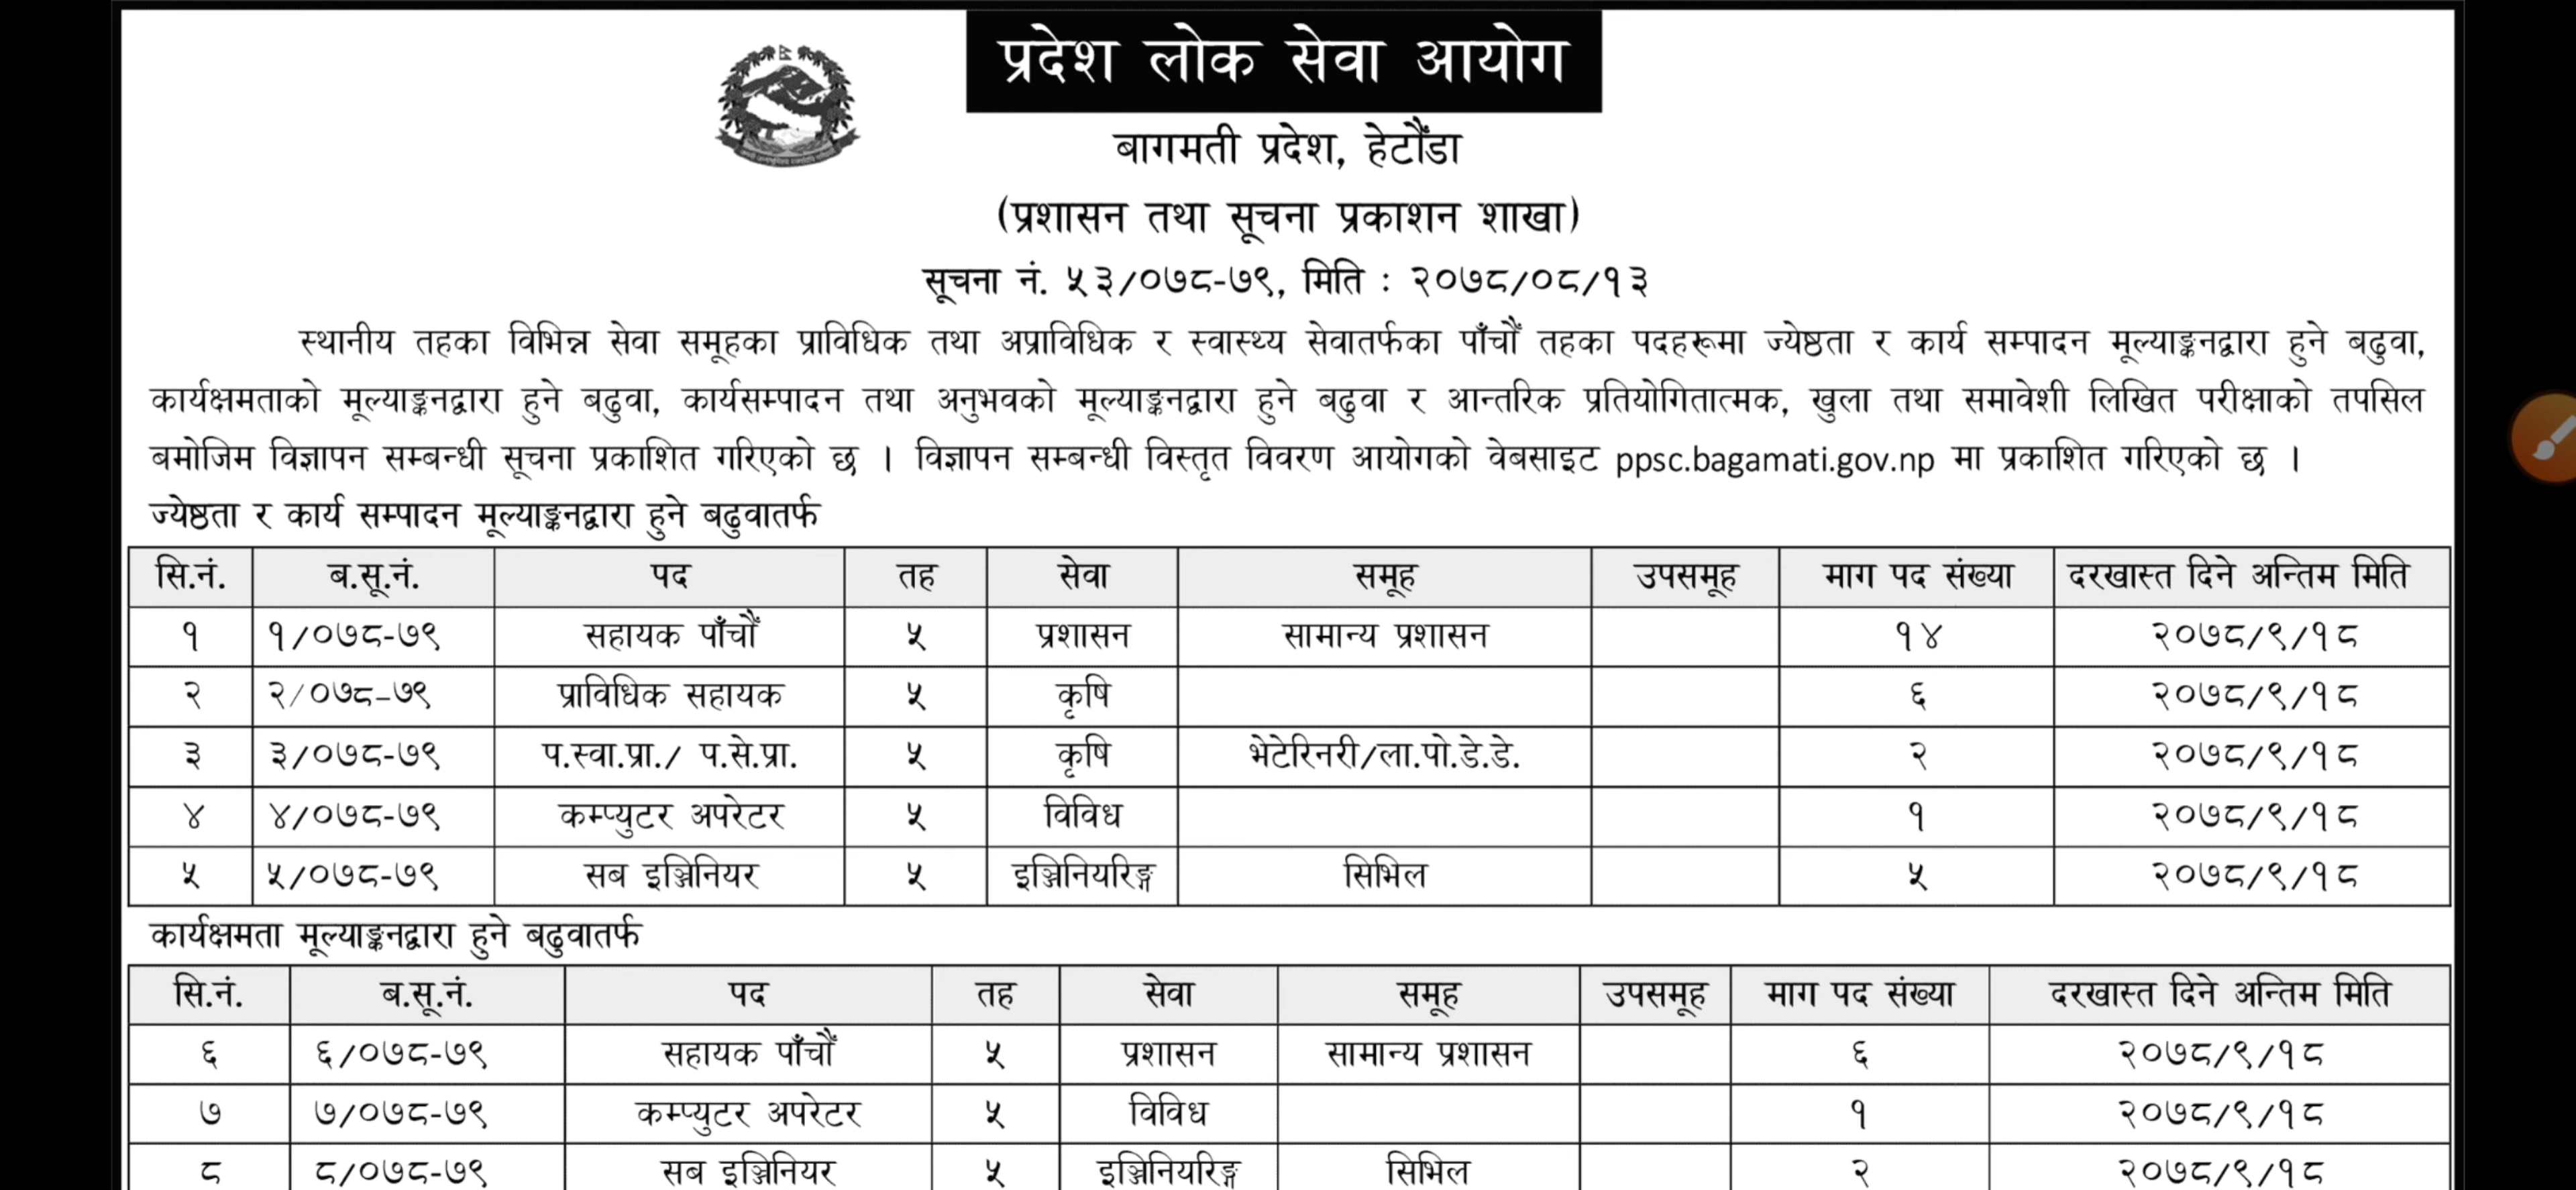 प्रदेश लोक सेवा आयोग
बागमती प्रदेश, हेटौंडा
(प्रशासन तथा सूचना प्रकाशन शाखा)
सूचना नं. ५३/०७८-७९, मिति : २०७८/०८/१३
स्थानीय तहका विभिन्न सेवा समूहका प्राविधिक तथा अप्राविधिक र स्वास्थ्य सेवातर्फका पाँचौं तहका पदहरूमा ज्येष्ठता र कार्य सम्पादन मूल्याङ्कनद्वारा हुने बढुवा,
कार्यक्षमताको मूल्याङ्कनद्वारा हुने बढुवा, कार्यसम्पादन तथा अनुभवको मूल्याङ्कनद्वारा हुने बढुवा र आन्तरिक प्रतियोगितात्मक, खुला तथा समावेशी लिखित परीक्षाको तपसिल
बमोजिम विज्ञापन सम्बन्धी सूचना प्रकाशित गरिएको छ । विज्ञापन सम्बन्धी विस्तृत विवरण आयोगको वेबसाइट ppsc.bagamati.gov.np मा प्रकाशित गरिएको छ ।
ज्येष्ठता र कार्य सम्पादन मूल्याङ्कनद्वारा हुने बढुवातर्फ
सि.नं. ब.सू.नं. पद तह सेवा समूह उपसमूह माग पद संख्या दरखास्त दिने अन्तिम मिति
१ १/०७८-७९ सहायक पाँचौं ५ प्रशासन सामान्य प्रशासन १४ २०७८/९/१८
२ २/०७८-७९ प्राविधिक सहायक ५ कृषि ६ २०७८/९/१८
३ ३/०७८-७९ प.स्वा.प्रा./ प.से.प्रा. ५ कृषि भेटेरिनरी/ला.पो.डे.डे. २ २०७८/९/१८
४ ४/०७८-७९ कम्प्युटर अपरेटर ५ विविध १ २०७८/९/१८
५ ५/०७८-७९ सब इञ्जिनियर ५ इञ्जिनियरिङ्ग सिभिल ५ २०७८/९/१८
कार्यक्षमता मूल्याङ्कनद्वारा हुने बढुवातर्फ
सि.नं. ब.सू.नं. पद तह सेवा समूह उपसमूह माग पद संख्या दरखास्त दिने अन्तिम मिति
६ ६/०७८-७९ सहायक पाँचौं ५ प्रशासन सामान्य प्रशासन ६ २०७८/९/१८
७ ७/०७८-७९ कम्प्युटर अपरेटर ५ विविध १ २०७८/९/१८
८ ८/०७८-७९ सब इञ्जिनियर ५ इञ्जिनियरिङ्ग सिभिल २ २०७८/९/१८